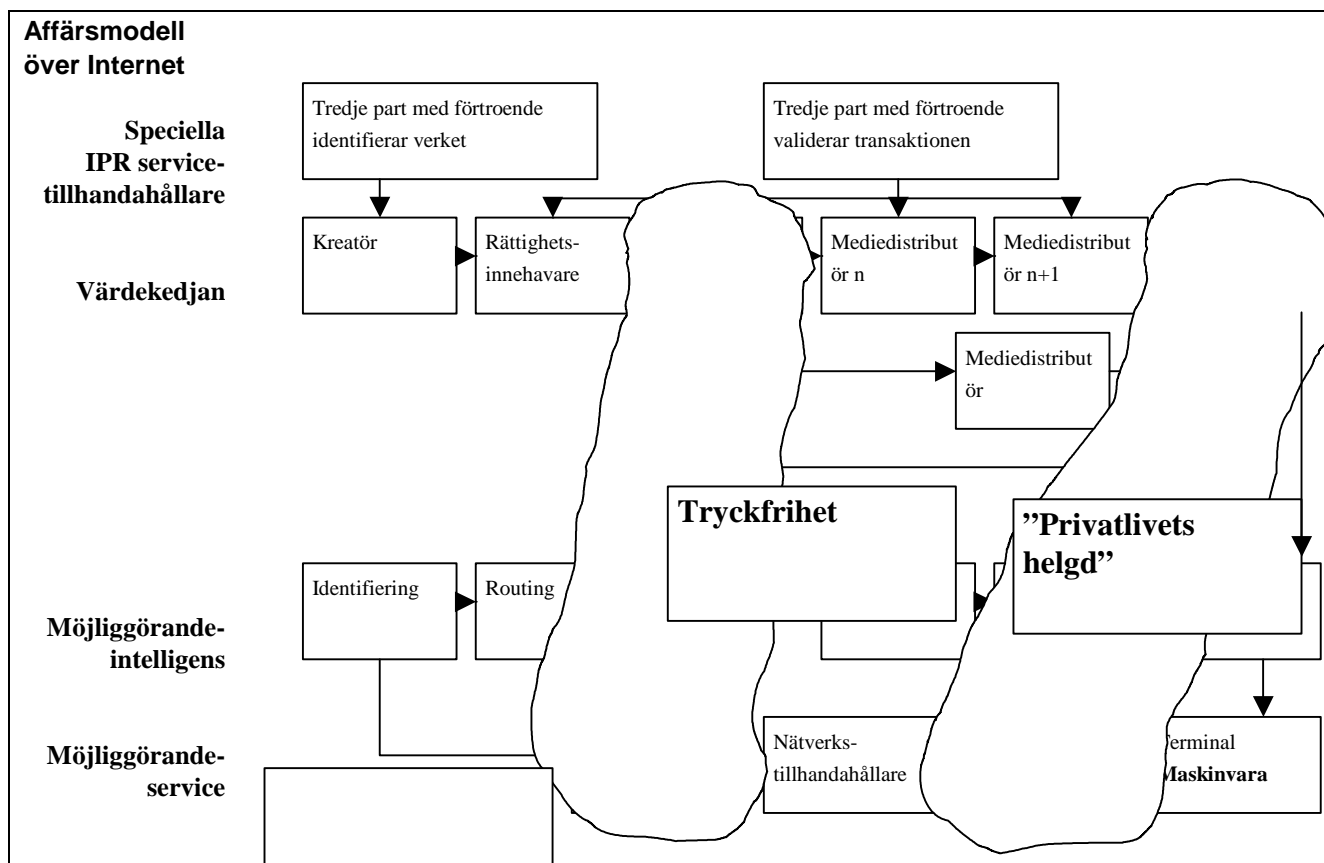 Affärsmodell
över Internet
Tredje part med förtroende
identifierar verket
Tredje part med förtroende
validerar transaktionen
Speciella
IPR service-
tillhandahållare
Kreatör
Rättighets-
innehavare
Mediedistribut
ör n
Mediedistribut
ör n+1
Värdekedjan
Mediedistribut
ör
Tryckfrihet
”Privatlivets
helgd”
Identifiering
Routing
Möjliggörande-
intelligens
Möjliggörande-
service
Nätverks-
tillhandahållare
Terminal
Maskinvara